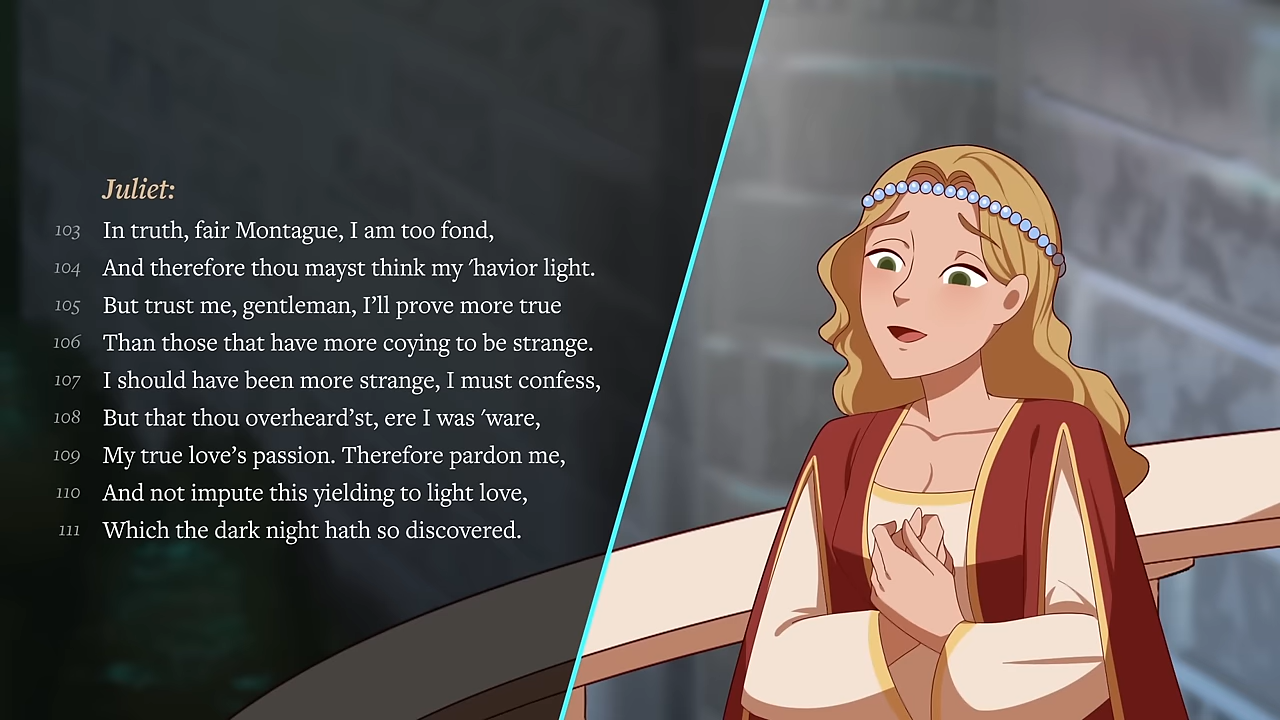 Juliet:
103 In truth, fair Montague, I am too fond,
104 And therefore thou mayst think my ’havior light.
105 But trust me, gentleman, I’ll prove more true
106 Than those that have more coying to be strange.
107 I should have been more strange, I must confess,
108 But that thou overheard’st, ere I was ’ware,
109 My true love’s passion. Therefore pardon me,
110 And not impute this yielding to light love,
111 Which the dark night hath so discovered.